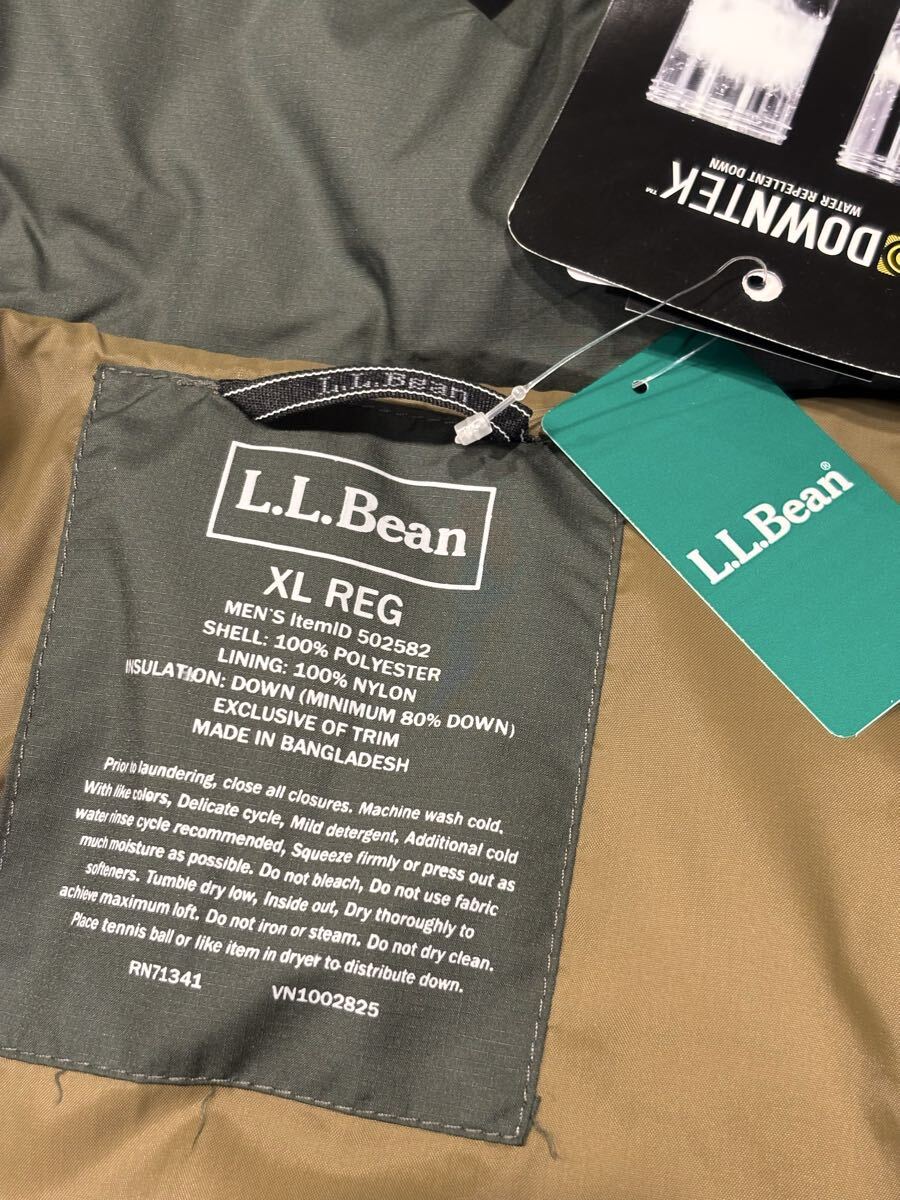 DOWNTEK™
WATER REPELLENT DOWN
L.L.Bean
L.L.Bean®
L.L.Bean
XL REG
MEN'S ItemID 502582
SHELL: 100% POLYESTER
LINING: 100% NYLON
INSULATION: DOWN (MINIMUM 80% DOWN)
EXCLUSIVE OF TRIM
MADE IN BANGLADESH
Prior to laundering, close all closures. Machine wash cold.
With like colors, Delicate cycle, Mild detergent, Additional cold
water rinse cycle recommended, Squeeze firmly or press out as
much moisture as possible. Do not bleach, Do not use fabric
softeners. Tumble dry low, Inside out, Dry thoroughly to
achieve maximum loft. Do not iron or steam. Do not dry clean.
Place tennis ball or like item in dryer to distribute down.
RN71341
VN1002825